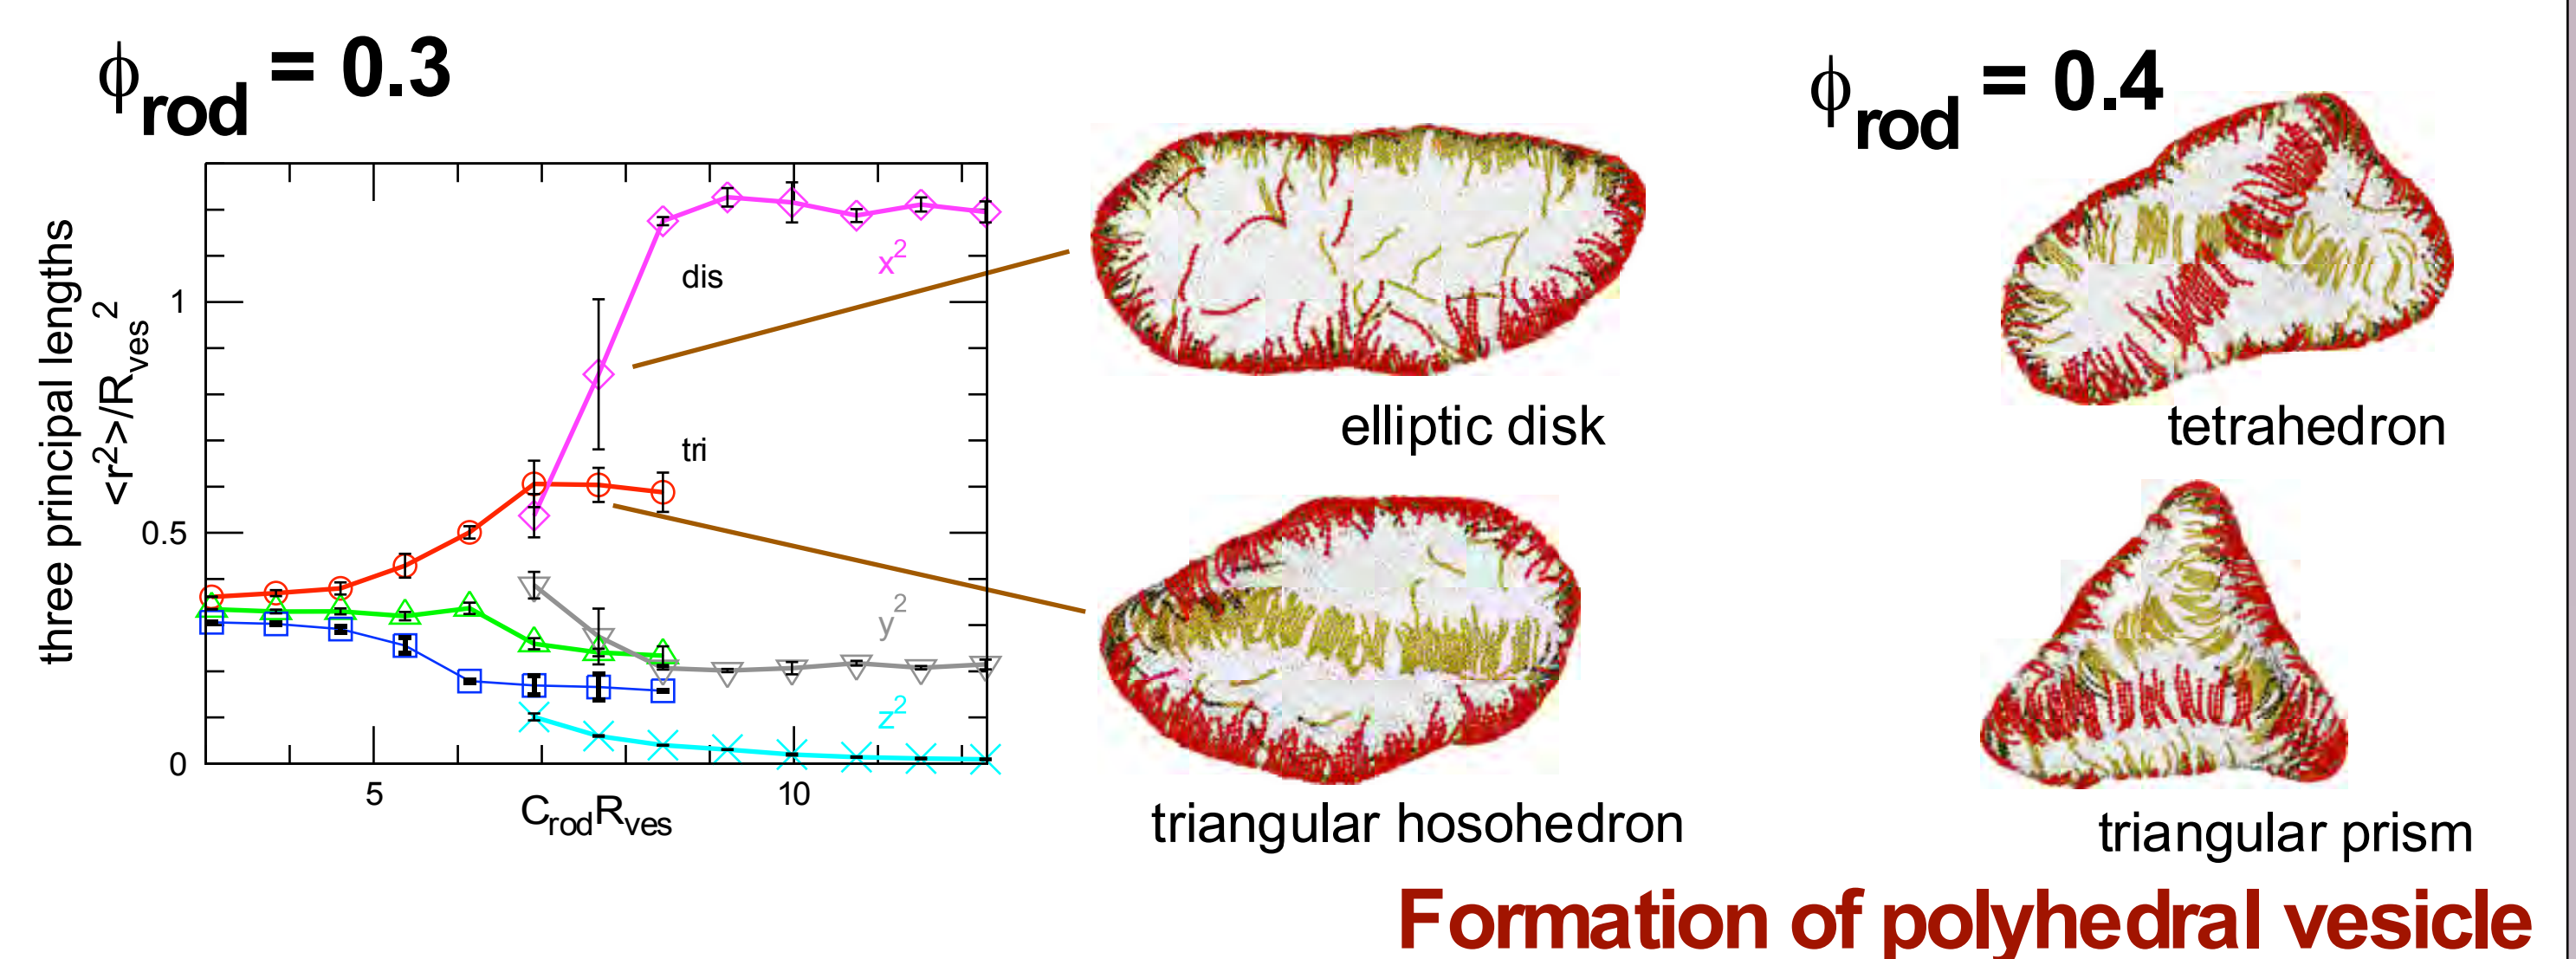 ϕrod = 0.3
ϕrod = 0.4
three principal lengths
<r²>/Rves²
1
0.5
0
5
10
CrodRves
x²
dis
tri
y²
z²
elliptic disk
tetrahedron
triangular hosohedron
triangular prism
Formation of polyhedral vesicle